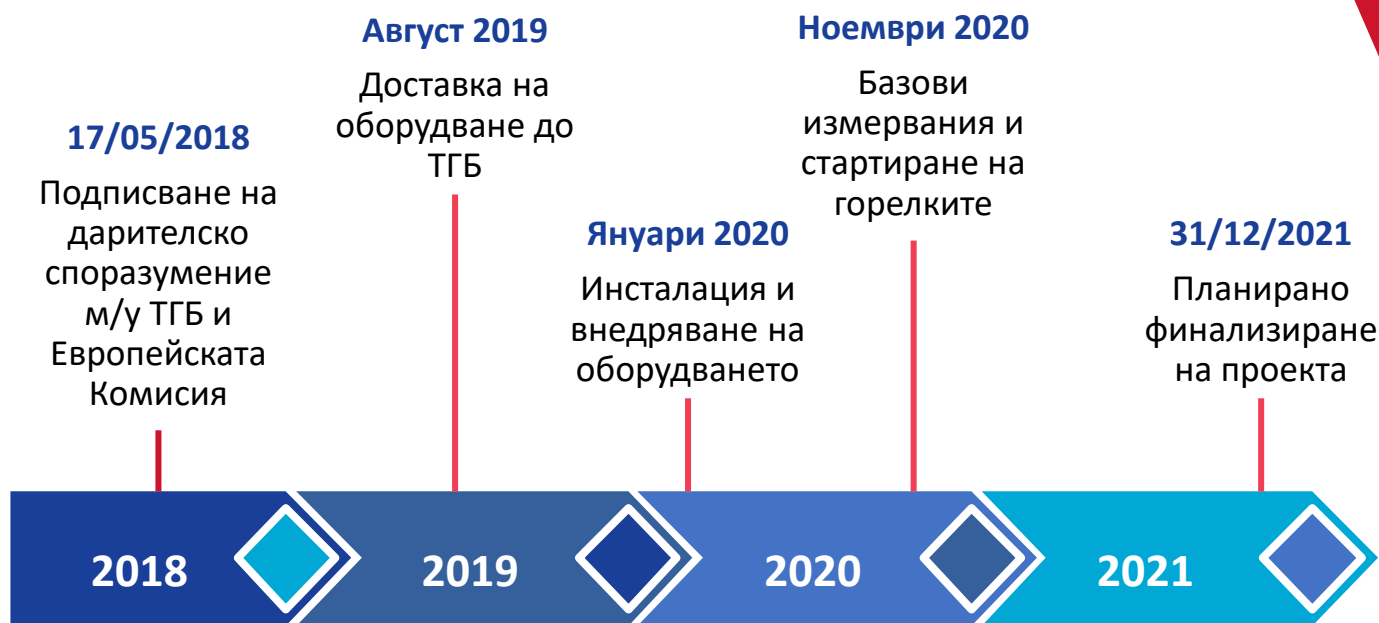 17/05/2018
Подписване на
дарителско
споразумение
м/у ТГБ и
Европейската
Комисия
Август 2019
Доставка на
оборудване до
ТГБ
Януари 2020
Инсталация и
внедряване на
оборудването
Ноември 2020
Базови
измервания и
стартиране на
горелките
31/12/2021
Планирано
финализиране
на проекта
2018
2019
2020
2021